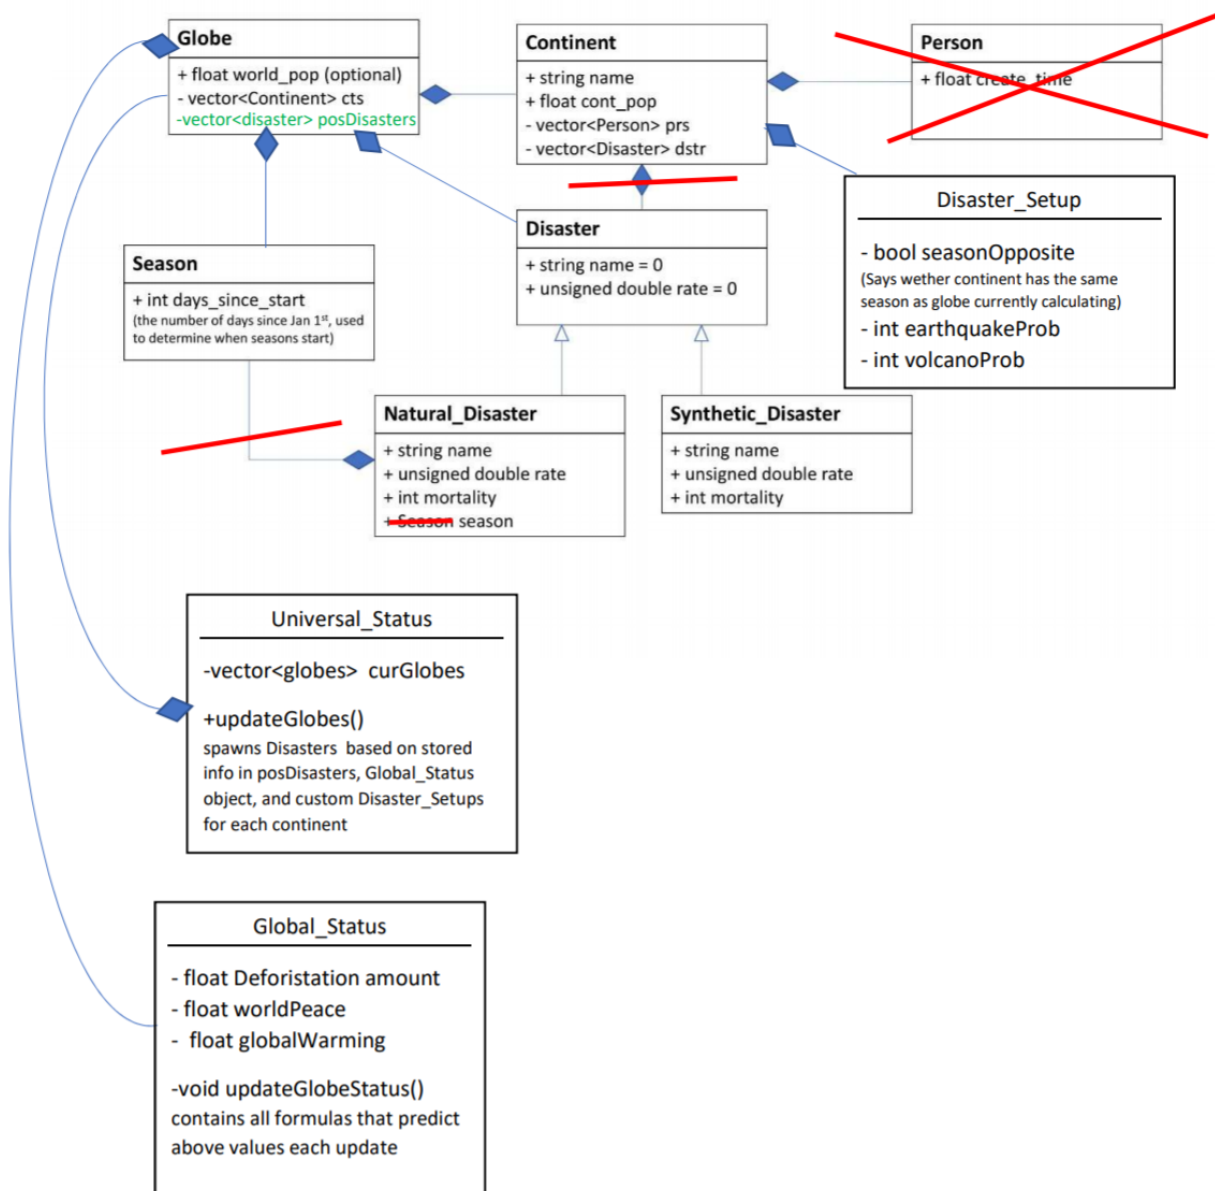 Globe
+ float world_pop (optional)
- vector<Continent> cts
-vector<disaster> posDisasters
Continent
+ string name
+ float cont_pop
- vector<Person> prs
- vector<Disaster> dstr
Person
+ float create_time
Disaster_Setup
- bool seasonOpposite
(Says wether continent has the same
season as globe currently calculating)
- int earthquakeProb
- int volcanoProb
Disaster
+ string name = 0
+ unsigned double rate = 0
Season
+ int days_since_start
(the number of days since Jan 1st, used
to determine when seasons start)
Natural_Disaster
+ string name
+ unsigned double rate
+ int mortality
+ Season season
Synthetic_Disaster
+ string name
+ unsigned double rate
+ int mortality
Universal_Status
-vector<globes> curGlobes
+updateGlobes()
spawns Disasters based on stored
info in posDisasters, Global_Status
object, and custom Disaster_Setups
for each continent
Global_Status
- float Deforistation amount
- float worldPeace
- float globalWarming
-void updateGlobeStatus()
contains all formulas that predict
above values each update